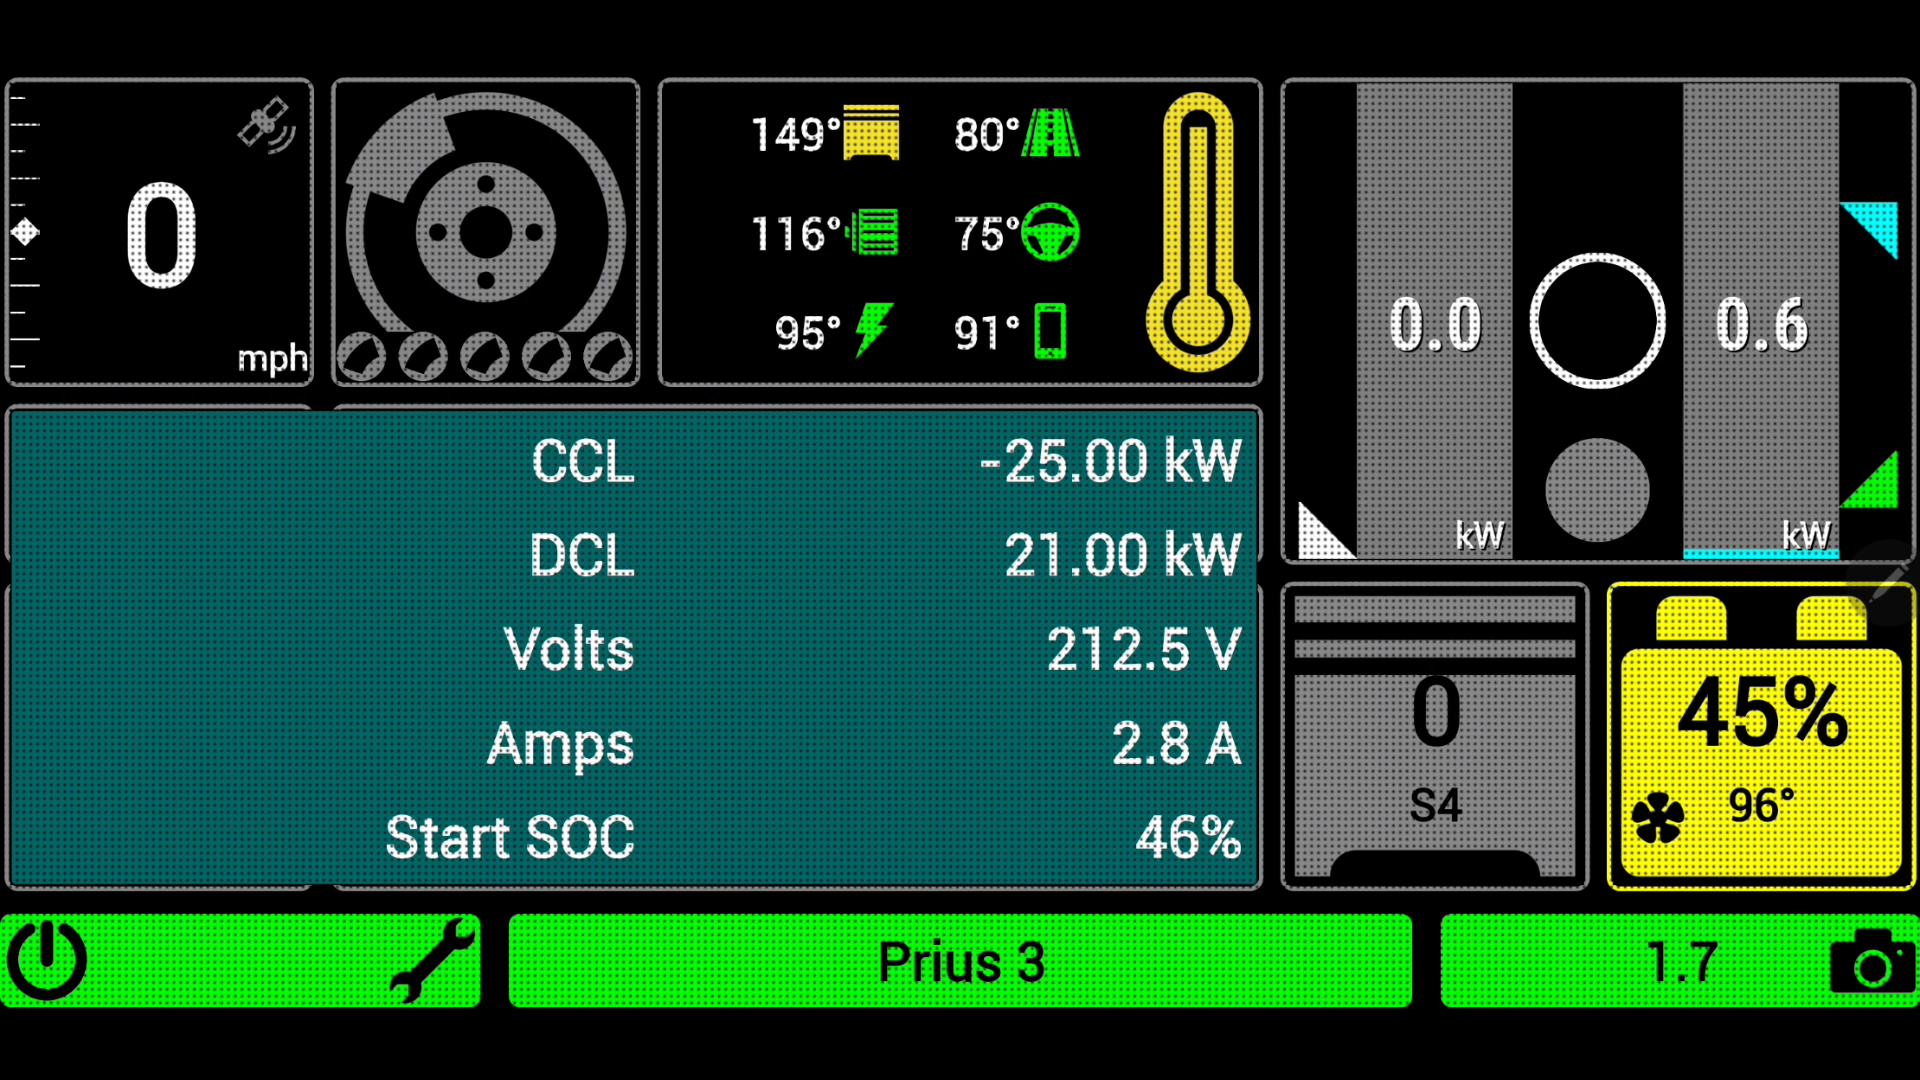 0
mph
149°
80°
116°
75°
95°
91°
0.0
kW
0.6
kW
CCL -25.00 kW
DCL 21.00 kW
Volts 212.5 V
Amps 2.8 A
Start SOC 46%
0
S4
45%
96°
Prius 3
1.7